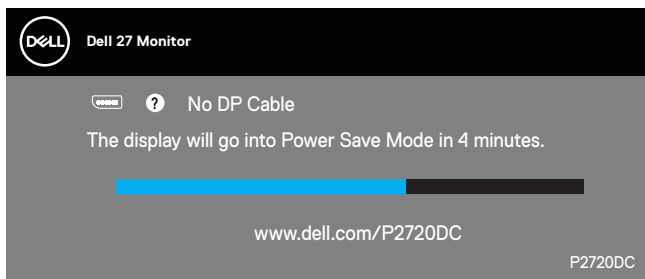 DELL
Dell 27 Monitor
? No DP Cable
The display will go into Power Save Mode in 4 minutes.
www.dell.com/P2720DC
P2720DC